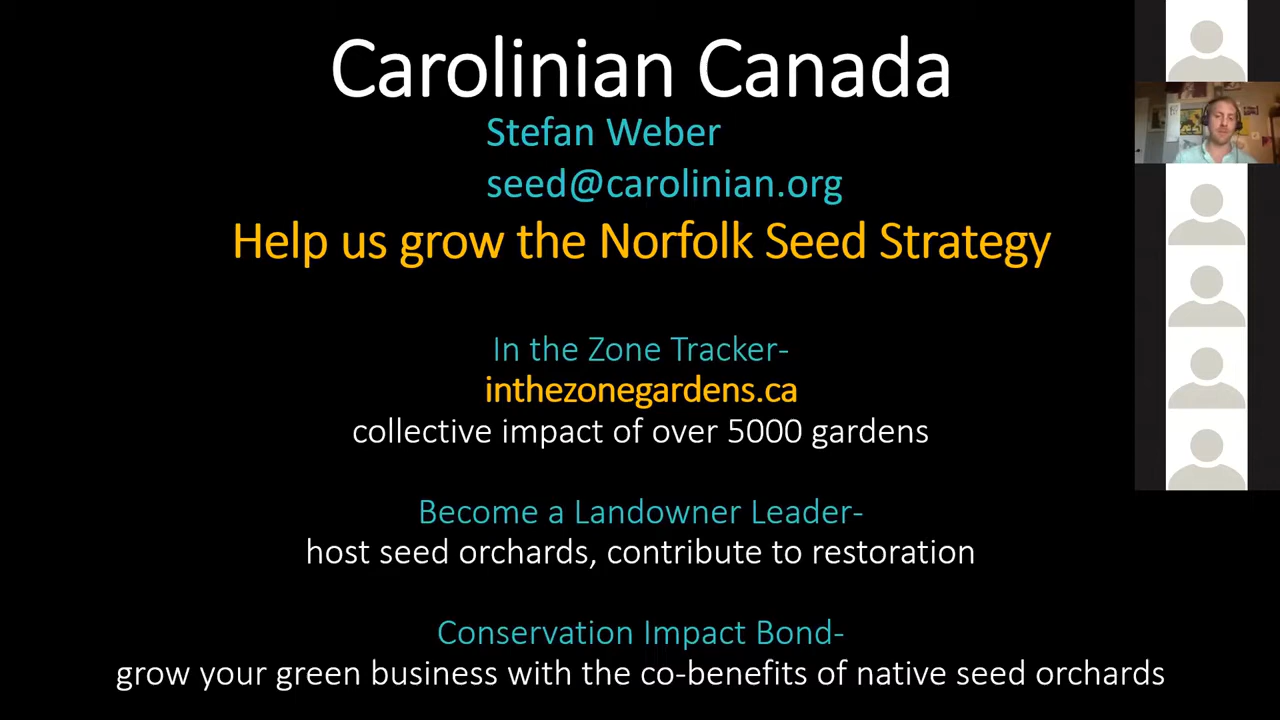 Carolinian Canada
Stefan Weber
seed@carolinian.org
Help us grow the Norfolk Seed Strategy
In the Zone Tracker-
inthezonegardens.ca
collective impact of over 5000 gardens
Become a Landowner Leader-
host seed orchards, contribute to restoration
Conservation Impact Bond-
grow your green business with the co-benefits of native seed orchards